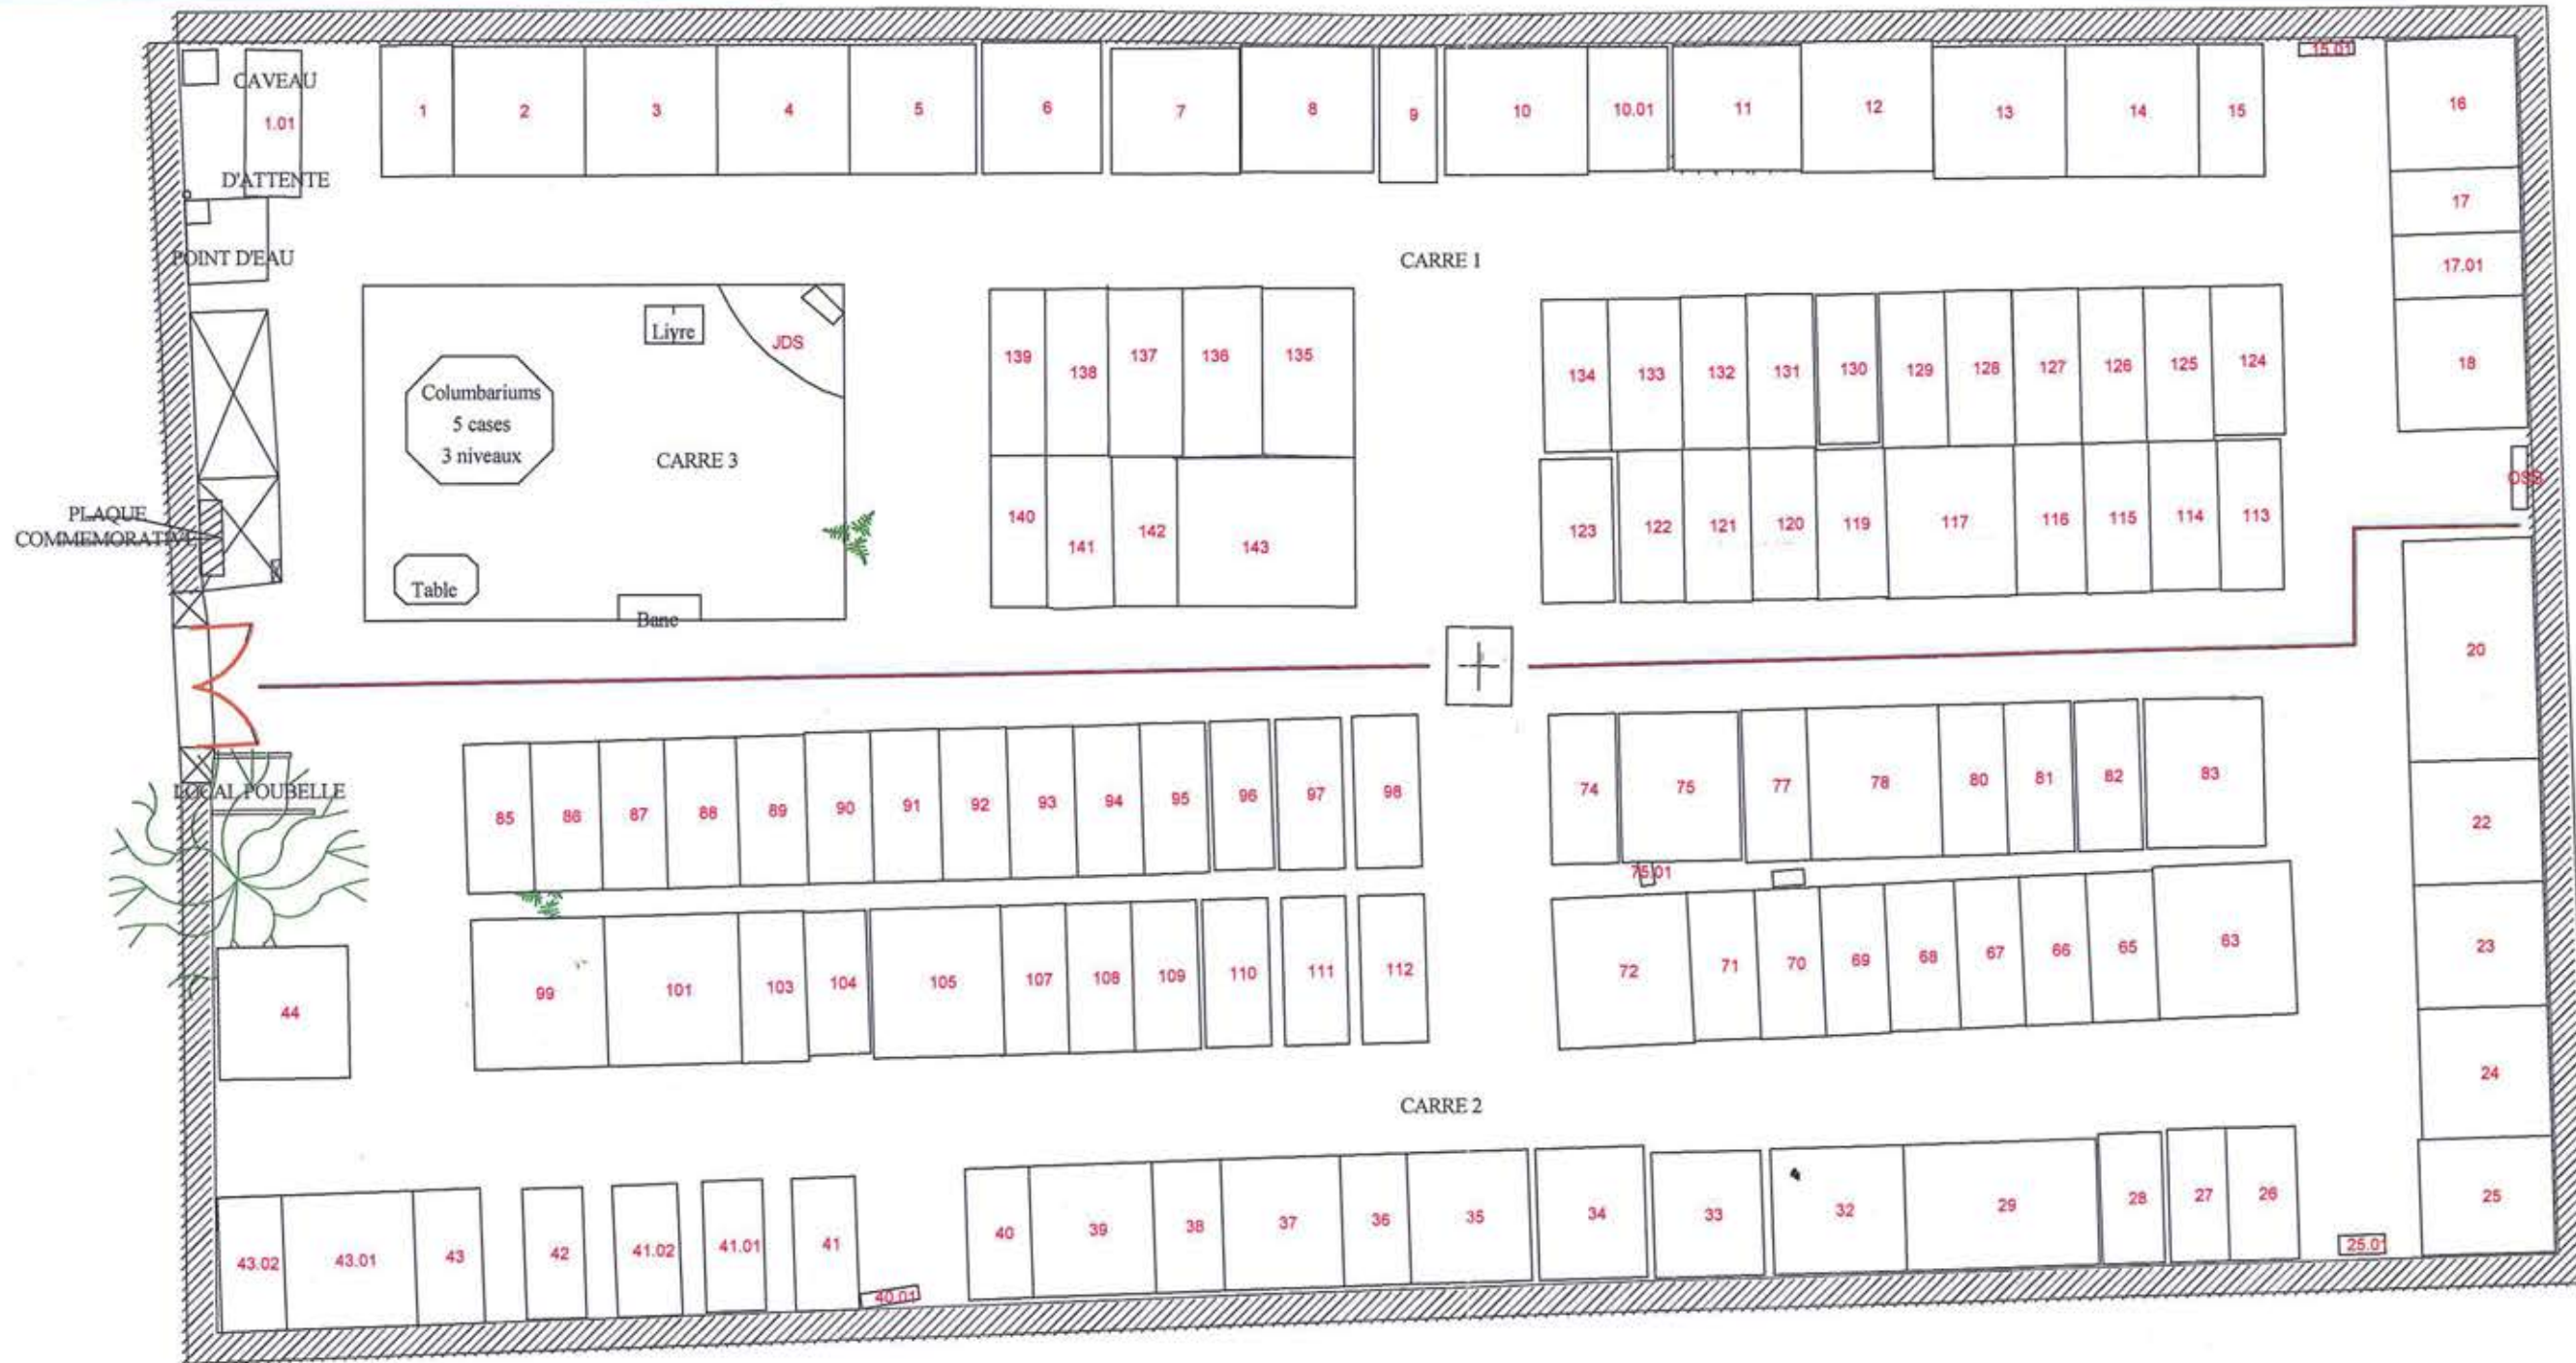 CAVEAU
1.01
D'ATTENTE
POINT D'EAU
1 2 3 4 5 6 7 8 9 10 10.01 11 12 13 14 15
15.01
16
17
17.01
18
OSS
CARRE 1
Livre
JDS
Columbariums
5 cases
3 niveaux
CARRE 3
Table
Banc
PLAQUE
COMMEMORATIVE
139 138 137 136 135
140 141 142 143
134 133 132 131 130 129 128 127 126 125 124
123 122 121 120 119 117 116 115 114 113
LOCAL POUBELLE
85 86 87 88 89 90 91 92 93 94 95 96 97 98
74 75 77 78 80 81 82 83
75.01
99 101 103 104 105 107 108 109 110 111 112
72 71 70 69 68 67 66 65 63
20
22
23
24
25
44
CARRE 2
43.02 43.01 43 42 41.02 41.01 41
40.01
40 39 38 37 36 35 34 33 32 29 28 27 26
25.01